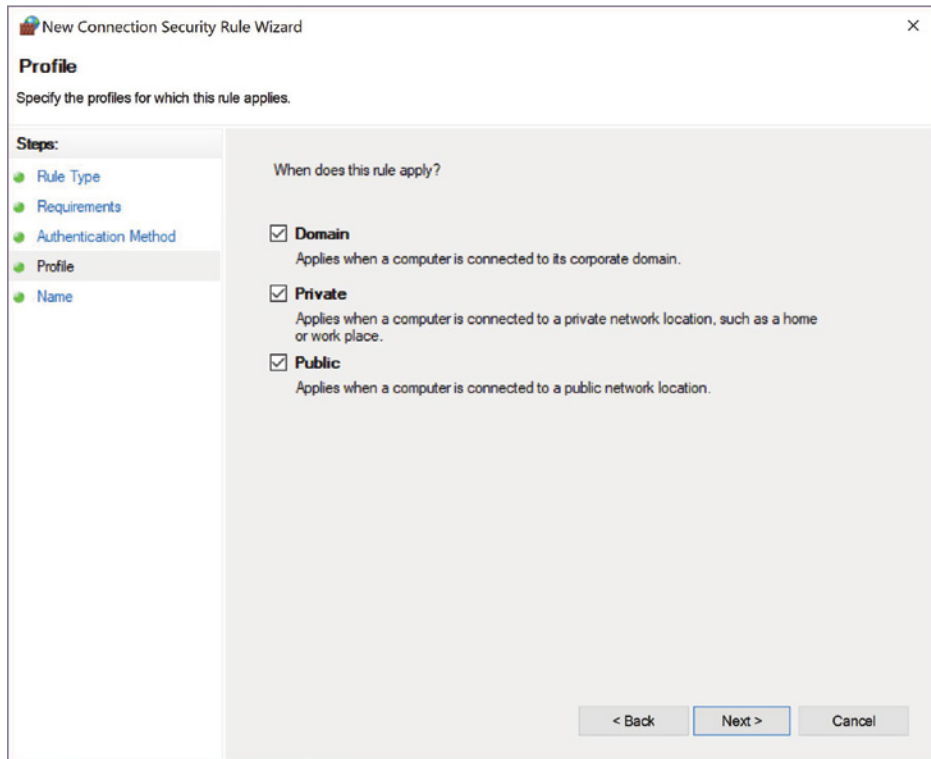 New Connection Security Rule Wizard
Profile
Specify the profiles for which this rule applies.
Steps:
Rule Type
Requirements
Authentication Method
Profile
Name
When does this rule apply?
Domain
Applies when a computer is connected to its corporate domain.
Private
Applies when a computer is connected to a private network location, such as a home
or work place.
Public
Applies when a computer is connected to a public network location.
< Back
Next >
Cancel